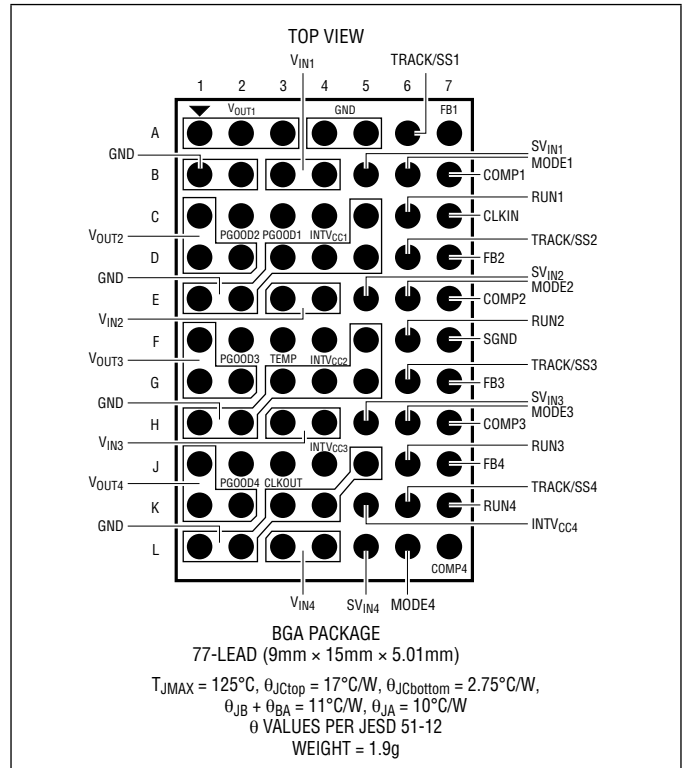 TOP VIEW
VIN1
TRACK/SS1
1 2 3 4 5 6 7
VOUT1 GND FB1
A
SVIN1
GND
MODE1
B COMP1
RUN1
C CLKIN
VOUT2 PGOOD2 PGOOD1 INTVCC1
TRACK/SS2
D FB2
GND
SVIN2
MODE2
E COMP2
VIN2
RUN2
F SGND
VOUT3 PGOOD3 TEMP INTVCC2
TRACK/SS3
G FB3
GND
SVIN3
MODE3
H COMP3
VIN3
INTVCC3
RUN3
J FB4
VOUT4 PGOOD4 CLKOUT
TRACK/SS4
K RUN4
GND
INTVCC4
L
COMP4
VIN4 SVIN4 MODE4
BGA PACKAGE
77-LEAD (9mm × 15mm × 5.01mm)
TJMAX = 125°C, θJCtop = 17°C/W, θJCbottom = 2.75°C/W,
θJB + θBA = 11°C/W, θJA = 10°C/W
θ VALUES PER JESD 51-12
WEIGHT = 1.9g